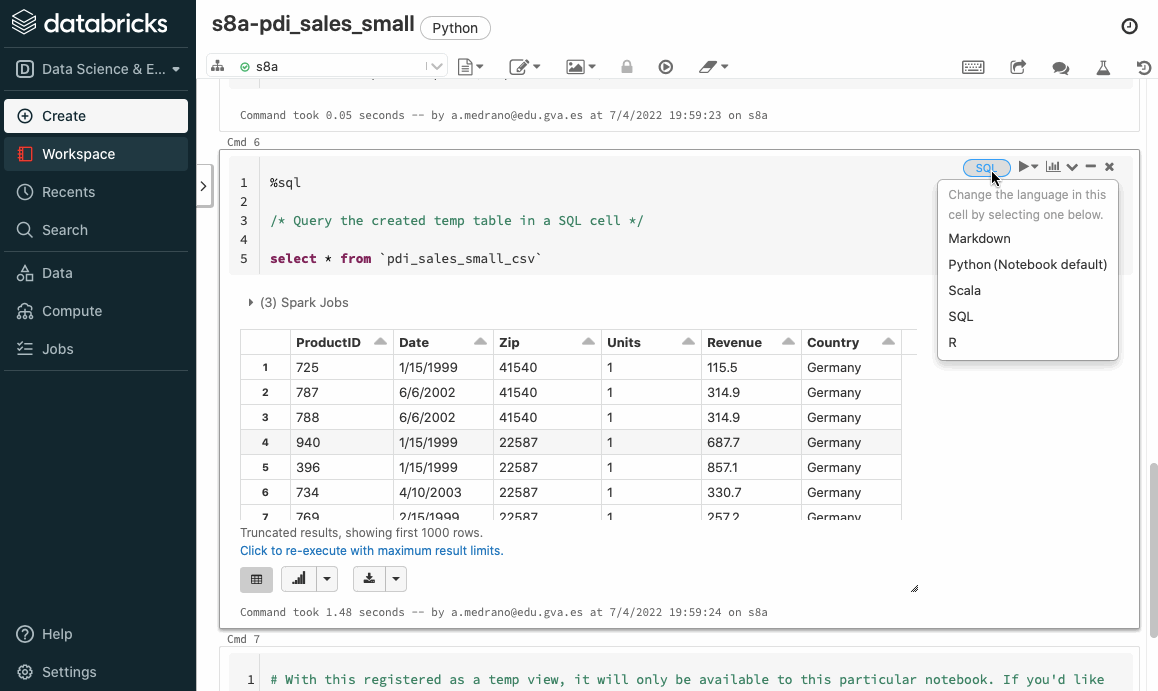 databricks
s8a-pdi_sales_small
Python
D Data Science & E...
s8a
Create
Workspace
Recents
Search
Data
Compute
Jobs
Help
Settings
Command took 0.05 seconds -- by a.medrano@edu.gva.es at 7/4/2022 19:59:23 on s8a
Cmd 6
SQL
1 %sql
2
3 /* Query the created temp table in a SQL cell */
4
5 select * from `pdi_sales_small_csv`
Change the language in this
cell by selecting one below.
Markdown
Python (Notebook default)
Scala
SQL
R
(3) Spark Jobs
ProductID Date Zip Units Revenue Country
1 725 1/15/1999 41540 1 115.5 Germany
2 787 6/6/2002 41540 1 314.9 Germany
3 788 6/6/2002 41540 1 314.9 Germany
4 940 1/15/1999 22587 1 687.7 Germany
5 396 1/15/1999 22587 1 857.1 Germany
6 734 4/10/2003 22587 1 330.7 Germany
7 769 2/15/1999 22587 1 257.2 Germany
Truncated results, showing first 1000 rows.
Click to re-execute with maximum result limits.
Command took 1.48 seconds -- by a.medrano@edu.gva.es at 7/4/2022 19:59:24 on s8a
Cmd 7
1 # With this registered as a temp view, it will only be available to this particular notebook. If you'd like